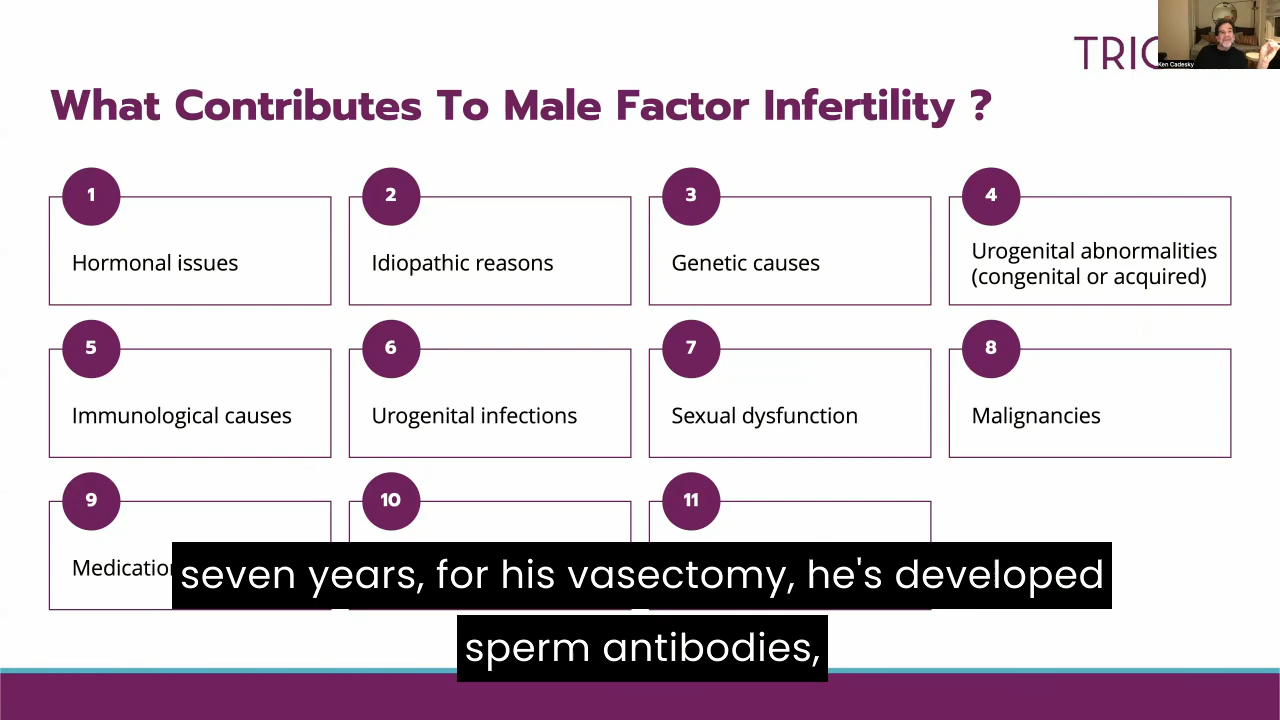 TRIO
Ken Cadesky
What Contributes To Male Factor Infertility ?
1
Hormonal issues
2
Idiopathic reasons
3
Genetic causes
4
Urogenital abnormalities
(congenital or acquired)
5
Immunological causes
6
Urogenital infections
7
Sexual dysfunction
8
Malignancies
9
10
11
seven years, for his vasectomy, he's developed
sperm antibodies,